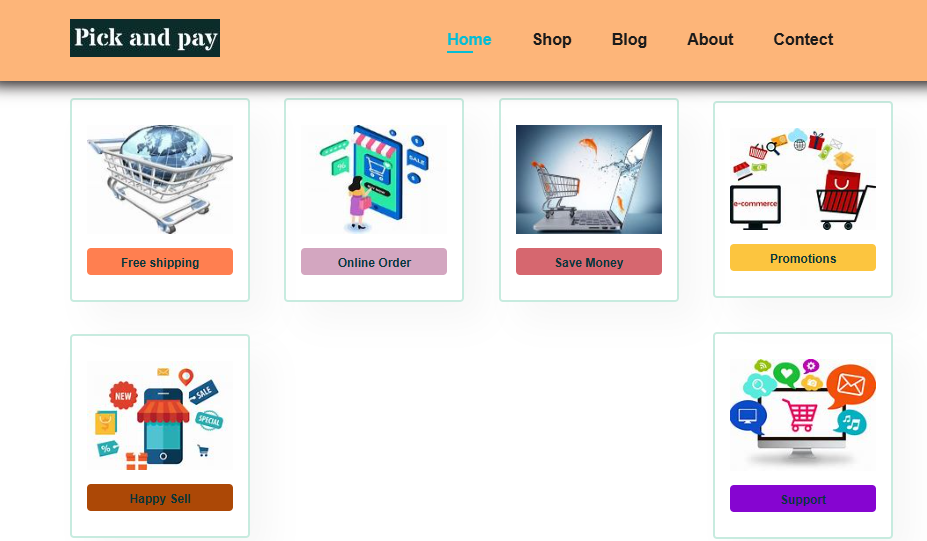 Pick and pay
Home Shop Blog About Contect
SALE
%
e-commerce
Free shipping Online Order Save Money Promotions
NEW
SALE
SPECIAL
%
Happy Sell Support